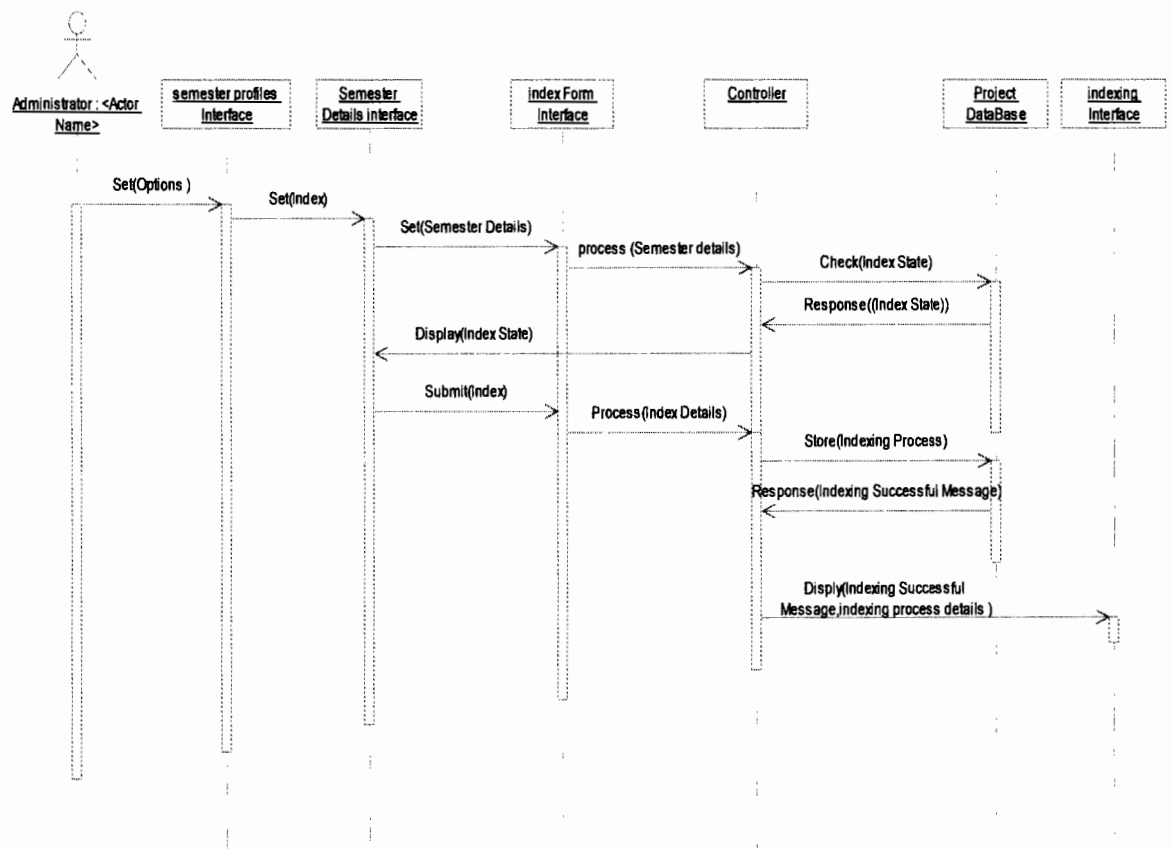 Administrator : <Actor
Name>
semester profiles
Interface
Semester
Details interface
index Form
Interface
Controller
Project
DataBase
indexing
Interface
Set(Options )
Set(Index)
Set(Semester Details)
process (Semester details)
Check(Index State)
Response((Index State))
Display(Index State)
Submit(Index)
Process(Index Details)
Store(Indexing Process)
Response(Indexing Successful Message)
Disply(Indexing Successful
Message,indexing process details )